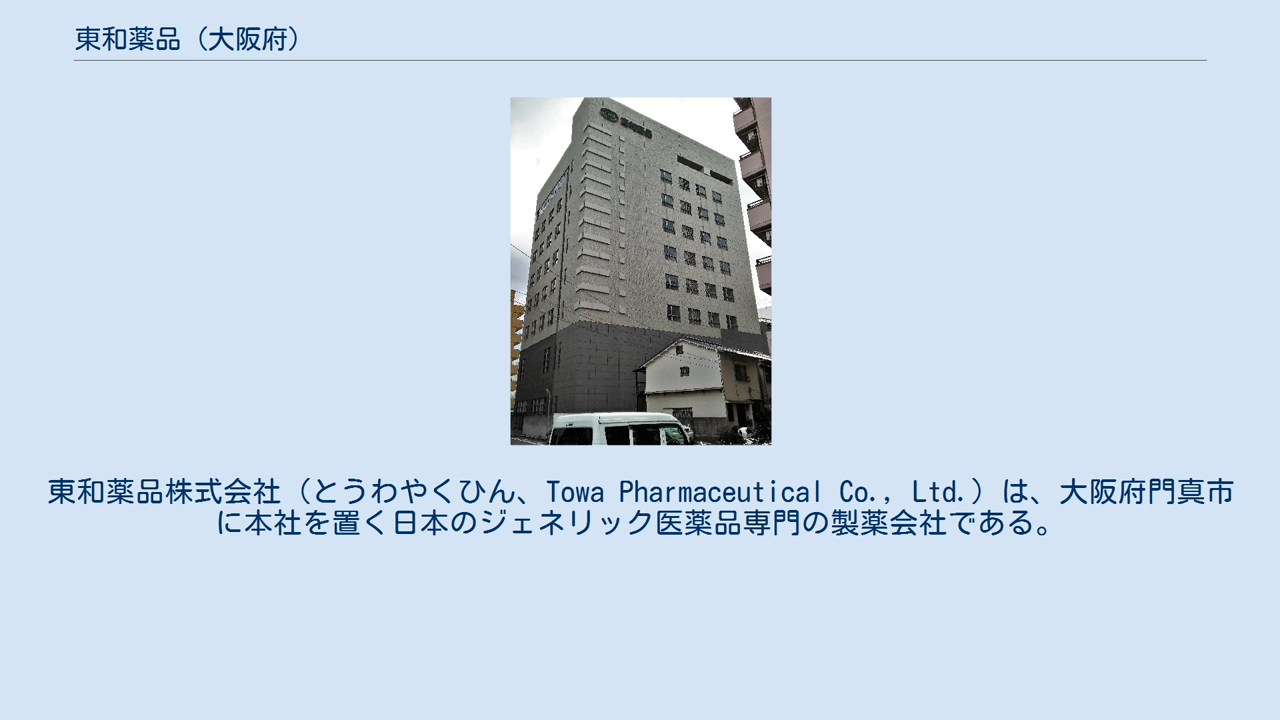 東和薬品（大阪府）
東和薬品株式会社（とうわやくひん、Towa Pharmaceutical Co., Ltd.）は、大阪府門真市
に本社を置く日本のジェネリック医薬品専門の製薬会社である。